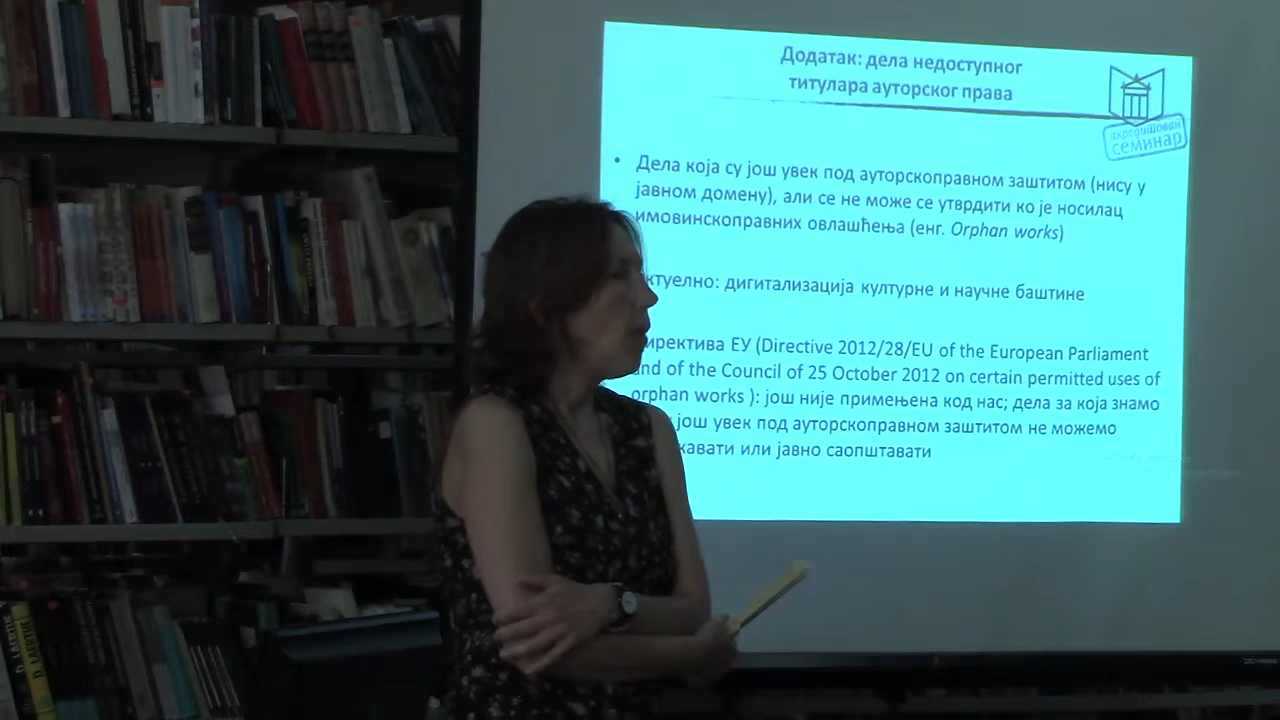 Додатак: дела недоступног
титулара ауторског права
акредитован
семинар
• Дела која су још увек под ауторскоправном заштитом (нису у
јавном домену), али се не може се утврдити ко је носилац
имовинскоправних овлашћења (енг. Orphan works)
ктуелно: дигитализација културне и научне баштине
иректива ЕУ (Directive 2012/28/EU of the European Parliament
nd of the Council of 25 October 2012 on certain permitted uses of
orphan works ): још није примењена код нас; дела за која знамо
још увек под ауторскоправном заштитом не можемо
кавати или јавно саопштавати